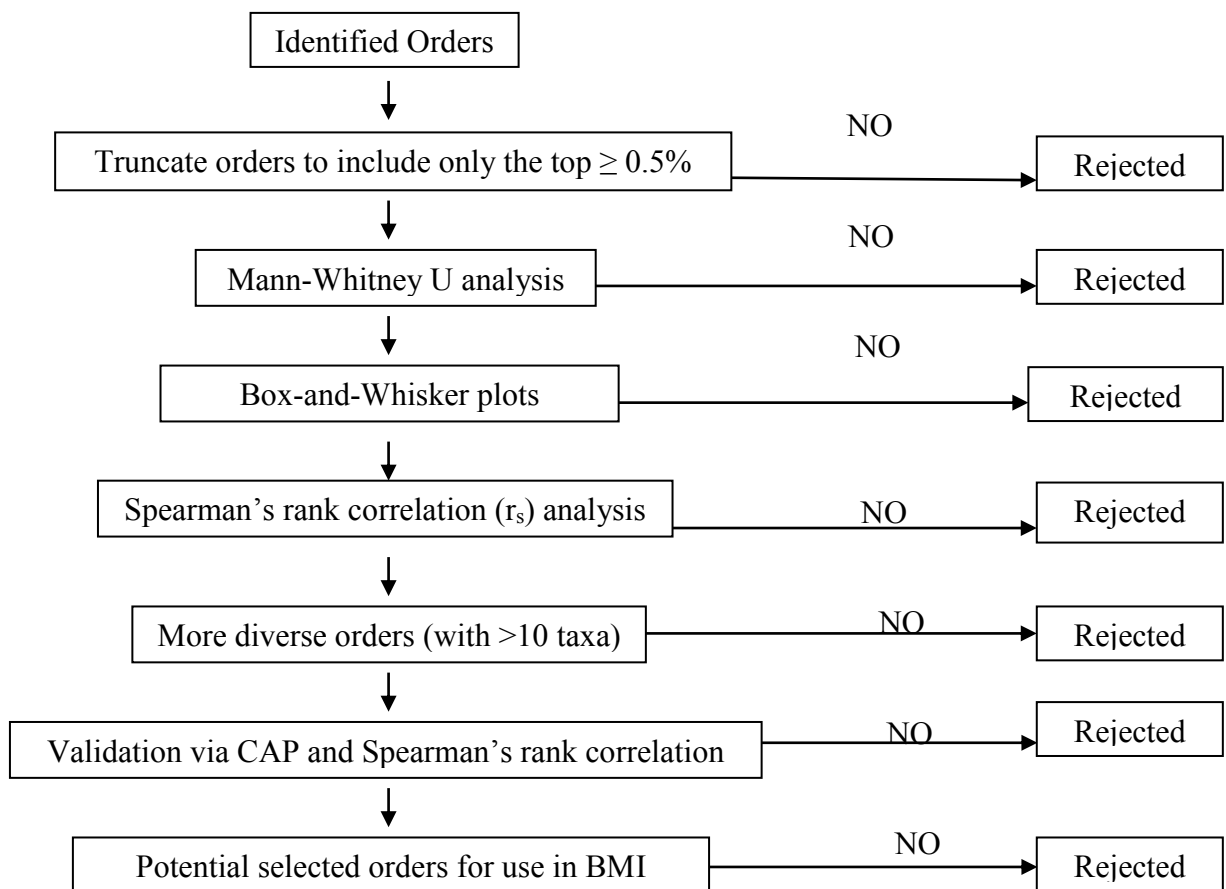 Identified Orders
NO
Truncate orders to include only the top ≥ 0.5%
Rejected
NO
Mann-Whitney U analysis
Rejected
NO
Box-and-Whisker plots
Rejected
Spearman’s rank correlation (rₛ) analysis
NO
Rejected
More diverse orders (with >10 taxa)
NO
Rejected
Validation via CAP and Spearman’s rank correlation
NO
Rejected
Potential selected orders for use in BMI
NO
Rejected